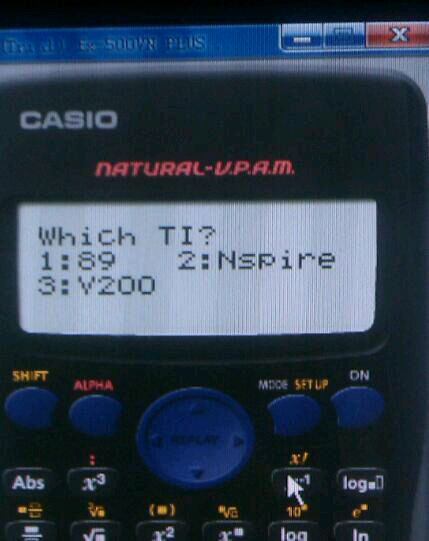 CASIO
NATURAL-V.P.A.M.
Which TI?
1:89 2:Nspire
3:V200
SHIFT
ALPHA
MODE SETUP
ON
REPLAY
:
x!
Abs
x³
log
x²
10
e
log
ln